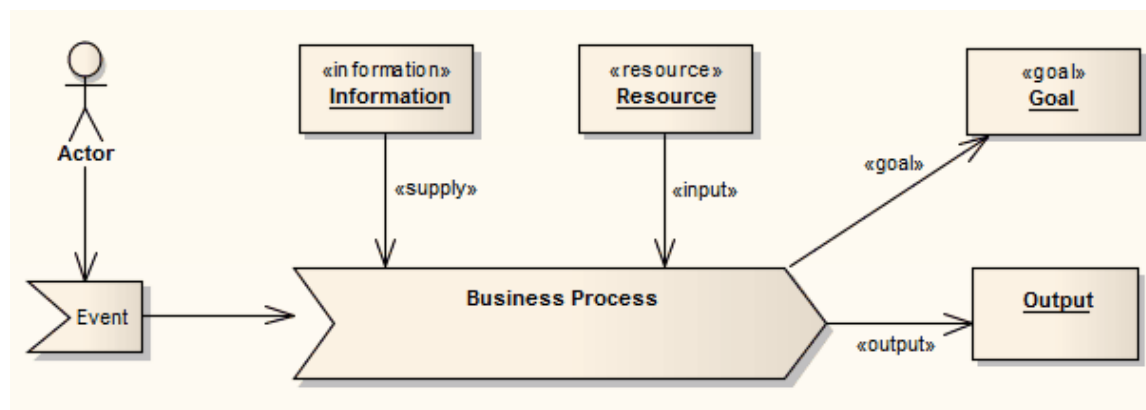 «information»
Information
«resource»
Resource
«goal»
Goal
Actor
«supply»
«input»
«goal»
Event
Business Process
Output
«output»